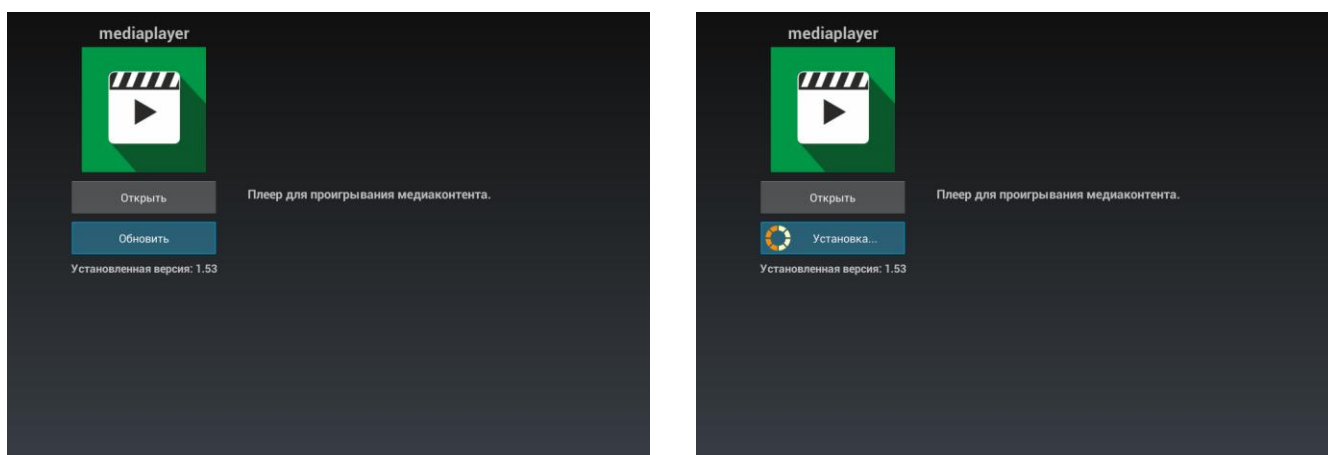 mediaplayer
Открыть
Плеер для проигрывания медиаконтента.
Обновить
Установленная версия: 1.53
mediaplayer
Открыть
Плеер для проигрывания медиаконтента.
Установка...
Установленная версия: 1.53